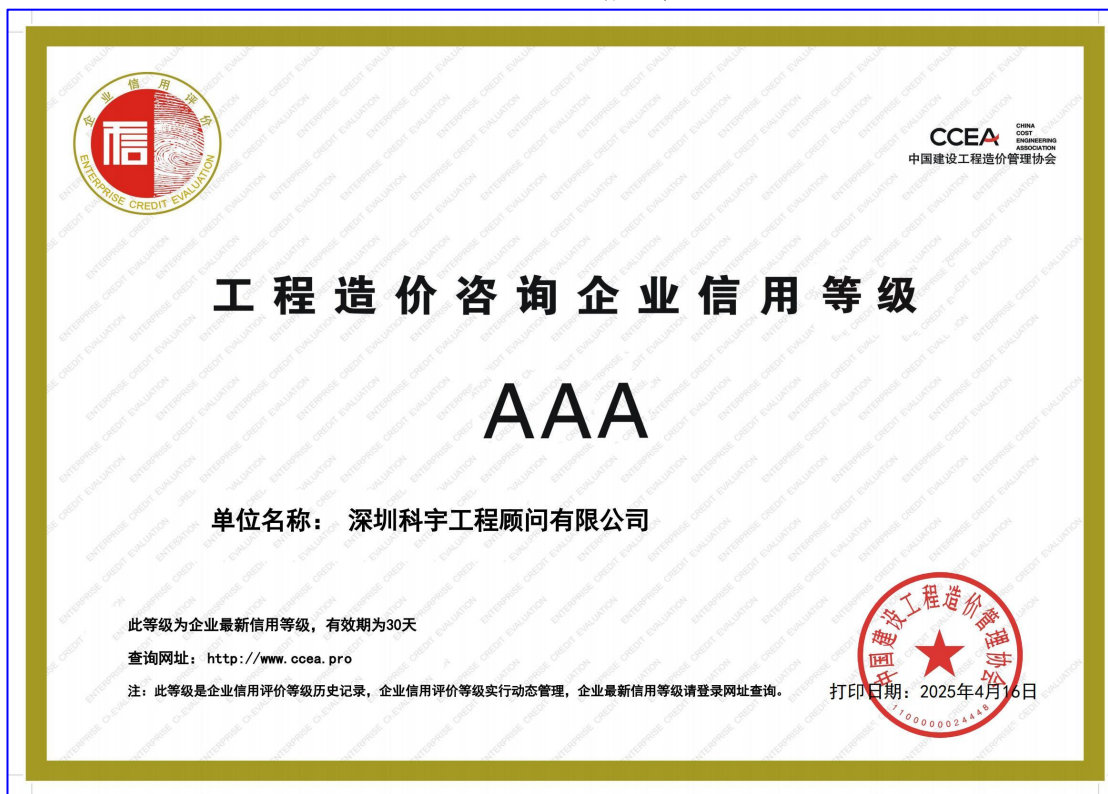 企业信用评价
信
ENTERPRISE CREDIT EVALUATION
CCEA
CHINA
COST
ENGINEERING
ASSOCIATION
中国建设工程造价管理协会
工程造价咨询企业信用等级
AAA
单位名称： 深圳科宇工程顾问有限公司
此等级为企业最新信用等级，有效期为30天
查询网址：http://www.ccea.pro
注：此等级是企业信用评价等级历史记录，企业信用评价等级实行动态管理，企业最新信用等级请登录网址查询。
打印日期：2025年4月16日
中国建设工程造价管理协会
1100000024448